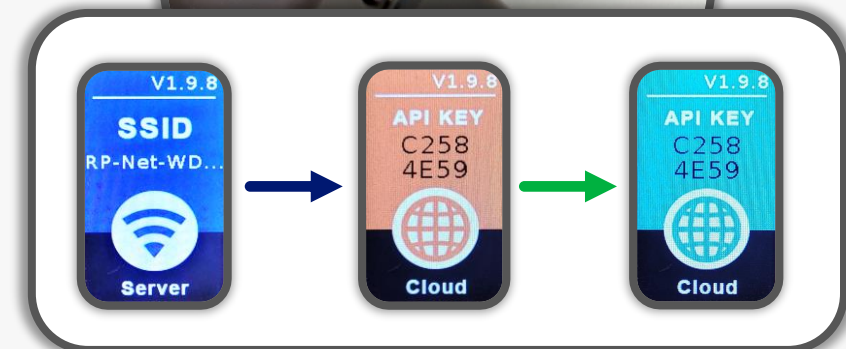 V1.9.8
SSID
RP-Net-WD...
Server
V1.9.8
API KEY
C258
4E59
Cloud
V1.9.8
API KEY
C258
4E59
Cloud